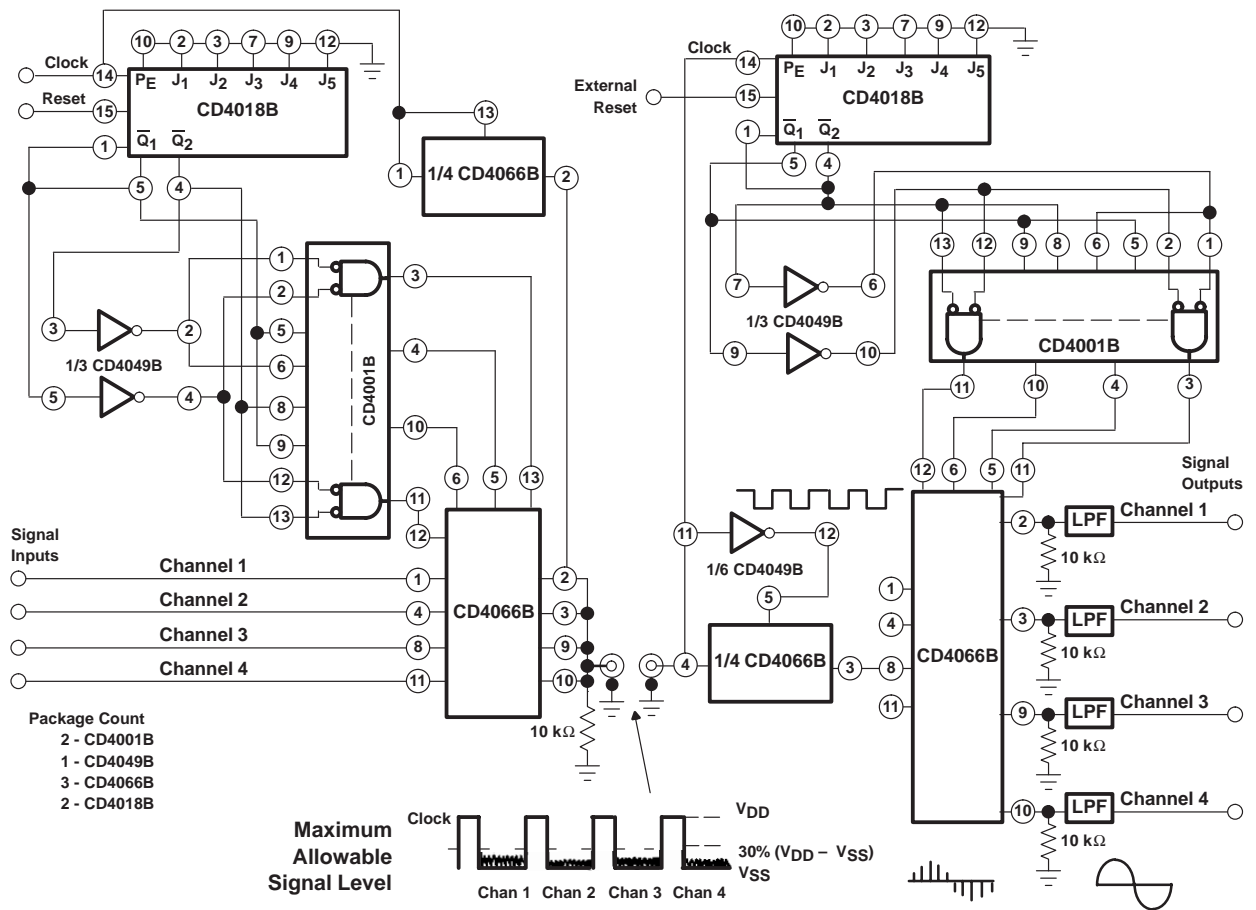 10 2 3 7 9 12
Clock 14 PE J1 J2 J3 J4 J5
CD4018B
Reset 15
1 Q̅1 Q̅2
5 4
13
1 1/4 CD4066B 2
1 3
2
3 2 5 4
1/3 CD4049B
6
5 4 8
CD4001B
9 10
12 11
13
6 5 13
12
Signal
Inputs
Channel 1 1 2
Channel 2 4 CD4066B 3
Channel 3 8 9
Channel 4 11 10
10 kΩ
Package Count
2 - CD4001B
1 - CD4049B
3 - CD4066B
2 - CD4018B
10 2 3 7 9 12
Clock 14 PE J1 J2 J3 J4 J5
CD4018B
External
Reset 15
1 Q̅1 Q̅2
5 4
13 12 9 8 6 5 2 1
7 6
1/3 CD4049B
9 10
CD4001B
11 10 4 3
12 6 5 11
11 12
1/6 CD4049B
5
4 1/4 CD4066B 3 8
1
4
CD4066B
11
Signal
Outputs
2 LPF Channel 1
10 kΩ
3 LPF Channel 2
10 kΩ
9 LPF Channel 3
10 kΩ
10 LPF Channel 4
10 kΩ
Maximum
Allowable
Signal Level
Clock VDD
30% (VDD – VSS)
VSS
Chan 1 Chan 2 Chan 3 Chan 4